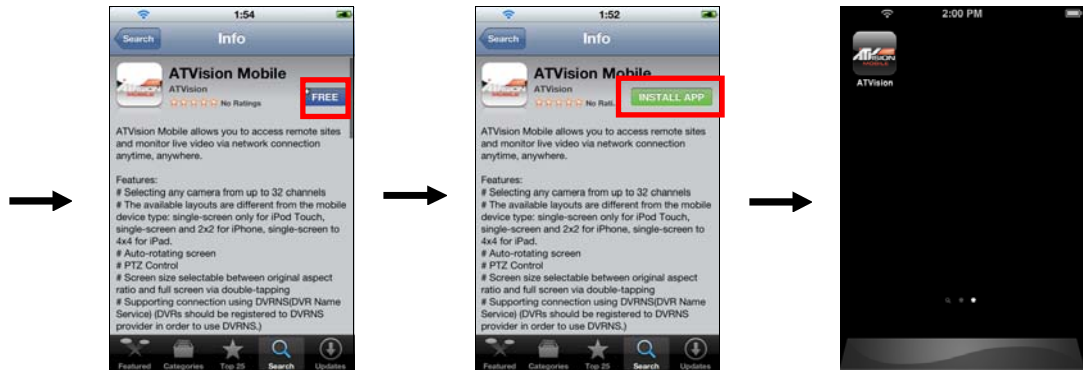 1:54
Search
Info
ATVision Mobile
ATVision
No Ratings
FREE
ATVision Mobile allows you to access remote sites
and monitor live video via network connection
anytime, anywhere.
Features:
# Selecting any camera from up to 32 channels
# The available layouts are different from the mobile
device type: single-screen only for iPod Touch,
single-screen and 2x2 for iPhone, single-screen to
4x4 for iPad.
# Auto-rotating screen
# PTZ Control
# Screen size selectable between original aspect
ratio and full screen via double-tapping
# Supporting connection using DVRNS(DVR Name
Service) (DVRs should be registered to DVRNS
provider in order to use DVRNS.)
Featured Categories Top 25 Search Updates
1:52
Search
Info
ATVision Mobile
ATVision
No Rati..
INSTALL APP
ATVision Mobile allows you to access remote sites
and monitor live video via network connection
anytime, anywhere.
Features:
# Selecting any camera from up to 32 channels
# The available layouts are different from the mobile
device type: single-screen only for iPod Touch,
single-screen and 2x2 for iPhone, single-screen to
4x4 for iPad.
# Auto-rotating screen
# PTZ Control
# Screen size selectable between original aspect
ratio and full screen via double-tapping
# Supporting connection using DVRNS(DVR Name
Service) (DVRs should be registered to DVRNS
provider in order to use DVRNS.)
Featured Categories Top 25 Search Updates
2:00 PM
ATVISION
MOBILE
ATVision